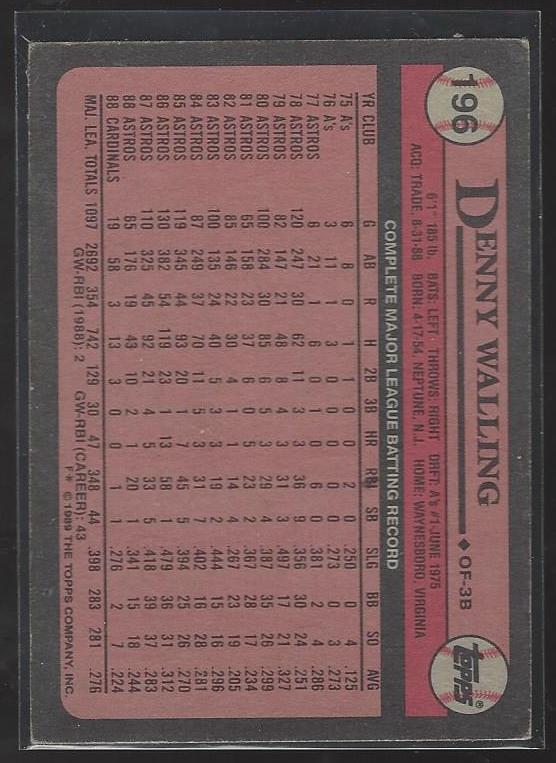 196
DENNY WALLING ◆ OF-3B
topps®
6'1" 185 lb. BATS: LEFT THROWS: RIGHT DRFT: A's #1-JUNE 1975
ACQ: TRADE, 8-31-88 BORN: 4-17-54, NEPTUNE, N.J. HOME: WAYNESBORO, VIRGINIA
COMPLETE MAJOR LEAGUE BATTING RECORD
YR CLUB G AB R H 2B 3B HR RBI SB SLG BB SO AVG
75 A's 6 8 0 1 1 0 0 2 0 .250 0 4 .125
76 A's 3 11 1 3 0 0 0 0 0 .273 0 3 .273
77 ASTROS 6 21 1 6 0 1 0 6 0 .381 2 4 .286
78 ASTROS 120 247 30 62 11 3 3 36 9 .356 30 24 .251
79 ASTROS 82 147 21 48 8 4 3 31 3 .497 17 21 .327
80 ASTROS 100 284 30 85 6 5 3 29 4 .387 35 26 .299
81 ASTROS 65 158 23 37 6 0 5 23 2 .367 28 17 .234
82 ASTROS 85 146 22 30 4 1 1 14 4 .267 23 19 .205
83 ASTROS 100 135 24 40 5 3 3 19 2 .444 15 16 .296
84 ASTROS 87 249 37 70 11 5 3 31 7 .402 16 28 .281
85 ASTROS 119 345 44 93 20 1 7 45 5 .394 25 26 .270
86 ASTROS 130 382 54 119 23 1 13 58 1 .479 36 31 .312
87 ASTROS 110 325 45 92 21 4 5 33 5 .418 39 37 .283
88 ASTROS 65 176 19 43 10 2 1 20 1 .341 15 18 .244
88 CARDINALS 19 58 3 13 3 0 0 1 1 .276 2 7 .224
MAJ. LEA. TOTALS 1097 2692 354 742 129 30 47 348 44 .398 283 281 .276
GW-RBI (1988): 2 GW-RBI (CAREER): 43
F* © 1989 THE TOPPS COMPANY, INC.